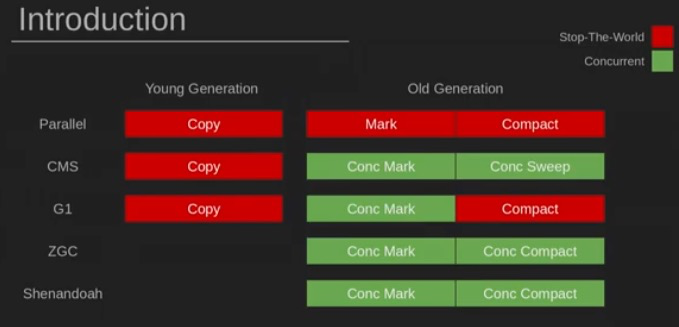 Introduction
Stop-The-World
Concurrent
Young Generation Old Generation
Parallel Copy Mark Compact
CMS Copy Conc Mark Conc Sweep
G1 Copy Conc Mark Compact
ZGC Conc Mark Conc Compact
Shenandoah Conc Mark Conc Compact